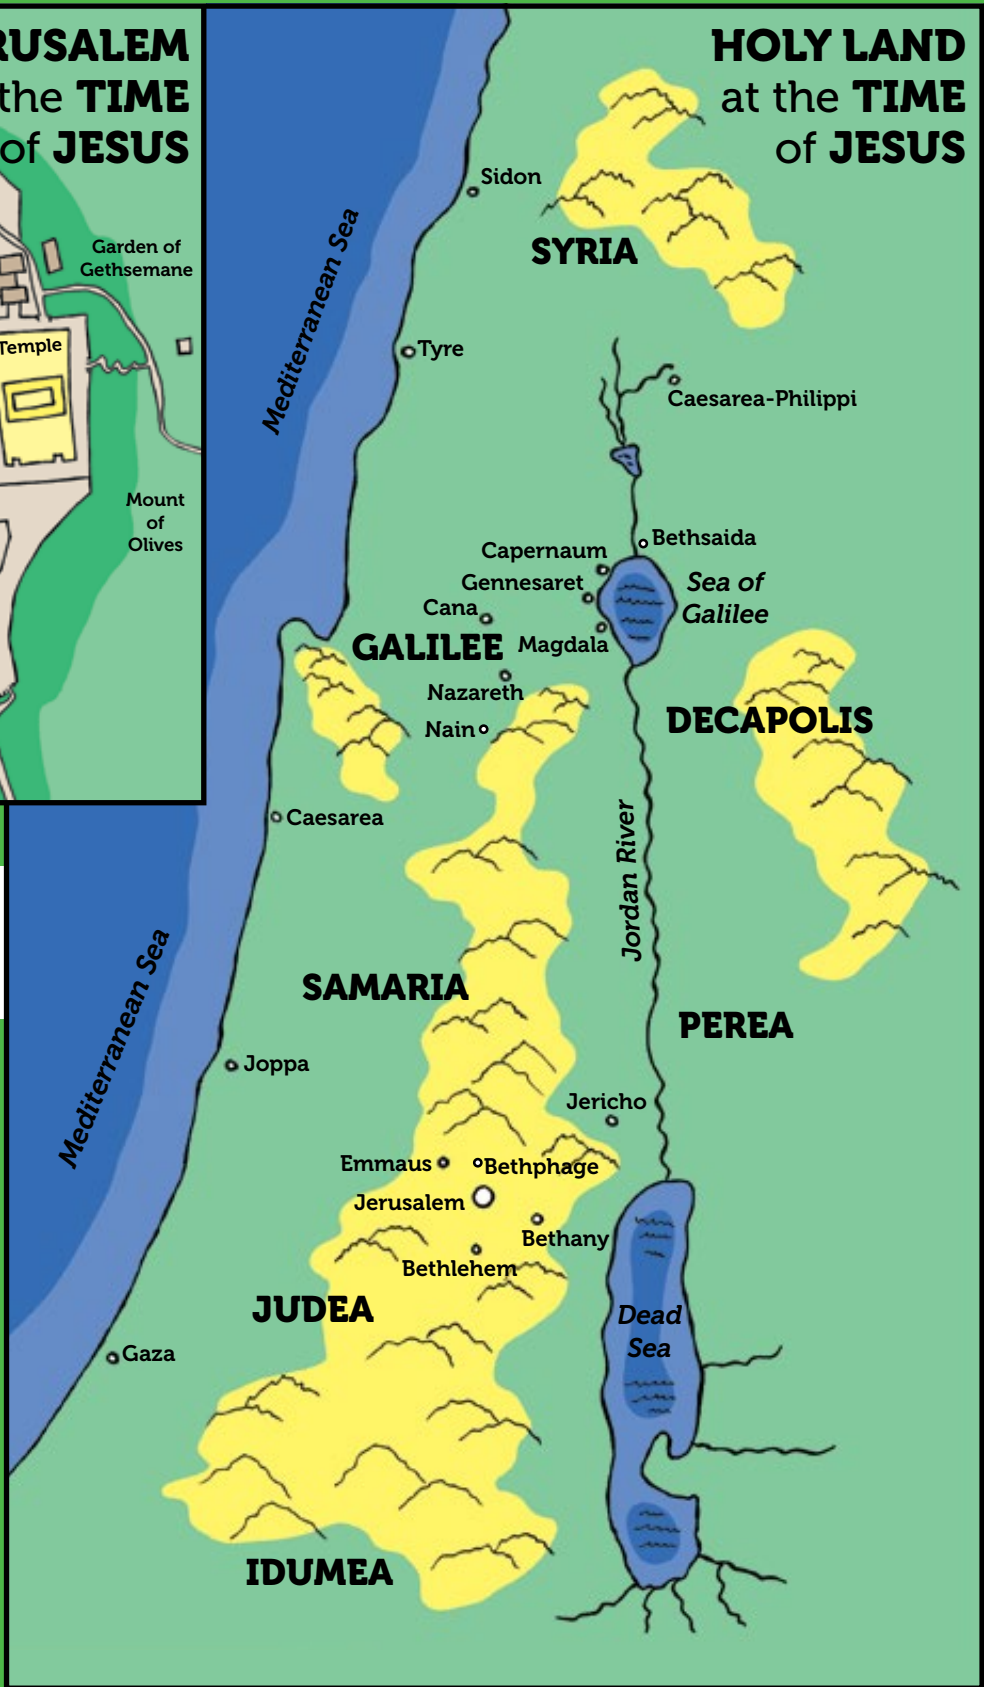 RUSALEM
the TIME
of JESUS
Garden of
Gethsemane
Temple
Mount
of
Olives
HOLY LAND
at the TIME
of JESUS
Mediterranean Sea
Sidon
SYRIA
Tyre
Caesarea-Philippi
Bethsaida
Capernaum
Gennesaret
Sea of
Galilee
Cana
GALILEE
Magdala
Nazareth
DECAPOLIS
Nain
Caesarea
Jordan River
Mediterranean Sea
SAMARIA
PEREA
Joppa
Jericho
Emmaus
Bethphage
Jerusalem
Bethany
Bethlehem
JUDEA
Dead
Sea
Gaza
IDUMEA